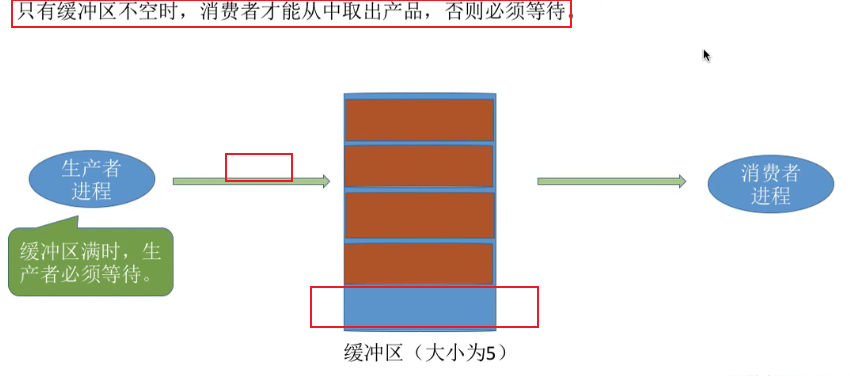 只有缓冲区不空时，消费者才能从中取出产品，否则必须等待。
生产者
进程
消费者
进程
缓冲区满时，生
产者必须等待。
缓冲区（大小为5）